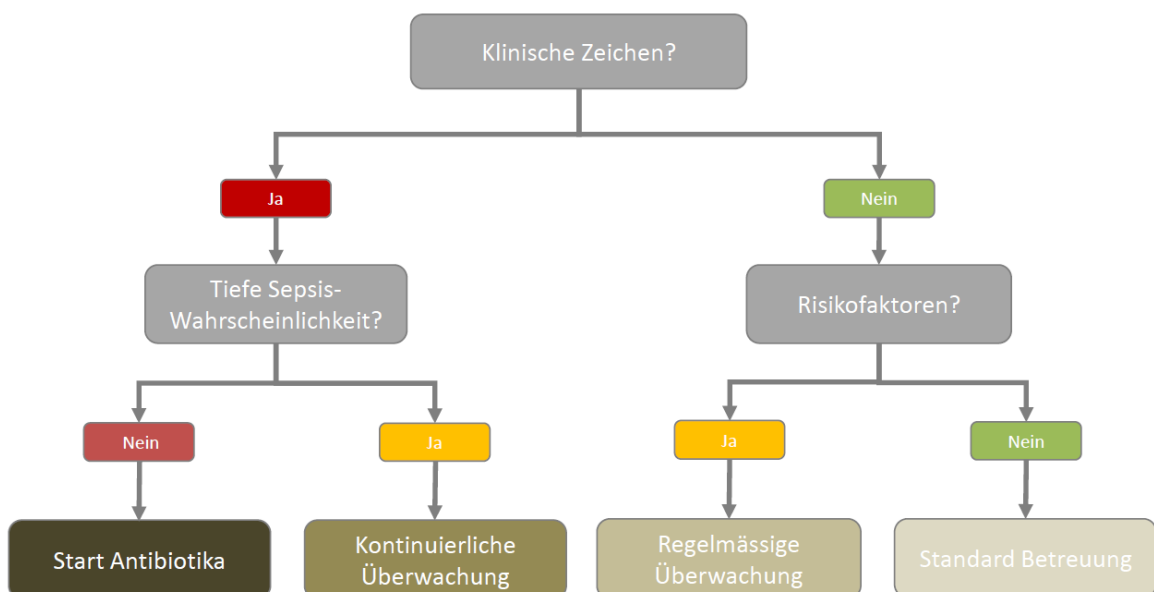 Klinische Zeichen?
Ja
Nein
Tiefe Sepsis-
Wahrscheinlichkeit?
Risikofaktoren?
Nein
Ja
Ja
Nein
Start Antibiotika
Kontinuierliche
Überwachung
Regelmässige
Überwachung
Standard Betreuung